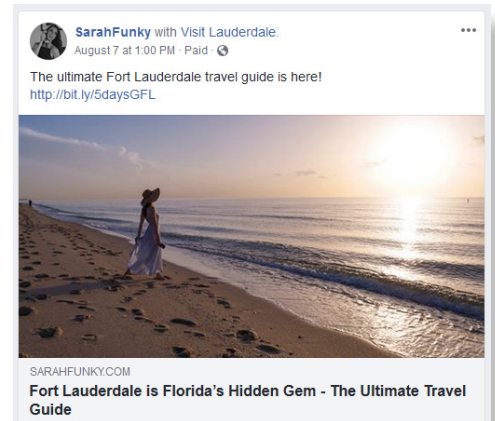 SarahFunky with Visit Lauderdale.
August 7 at 1:00 PM · Paid ·
The ultimate Fort Lauderdale travel guide is here!
http://bit.ly/5daysGFL
SARAHFUNKY.COM
Fort Lauderdale is Florida's Hidden Gem - The Ultimate Travel
Guide